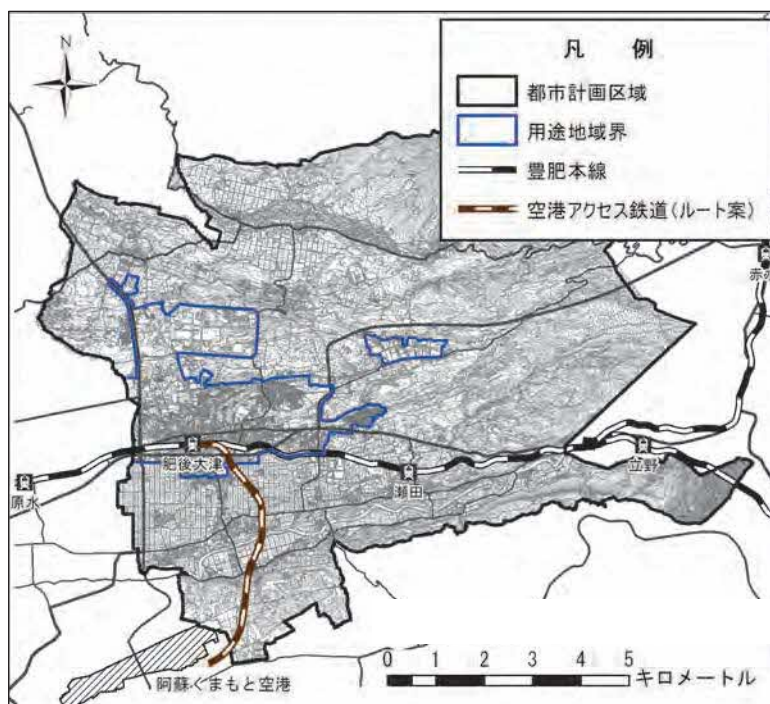 N
凡 例
都市計画区域
用途地域界
豊肥本線
空港アクセス鉄道(ルート案)
肥後大津
原水
瀬田
立野
阿蘇くまもと空港
0 1 2 3 4 5
キロメートル